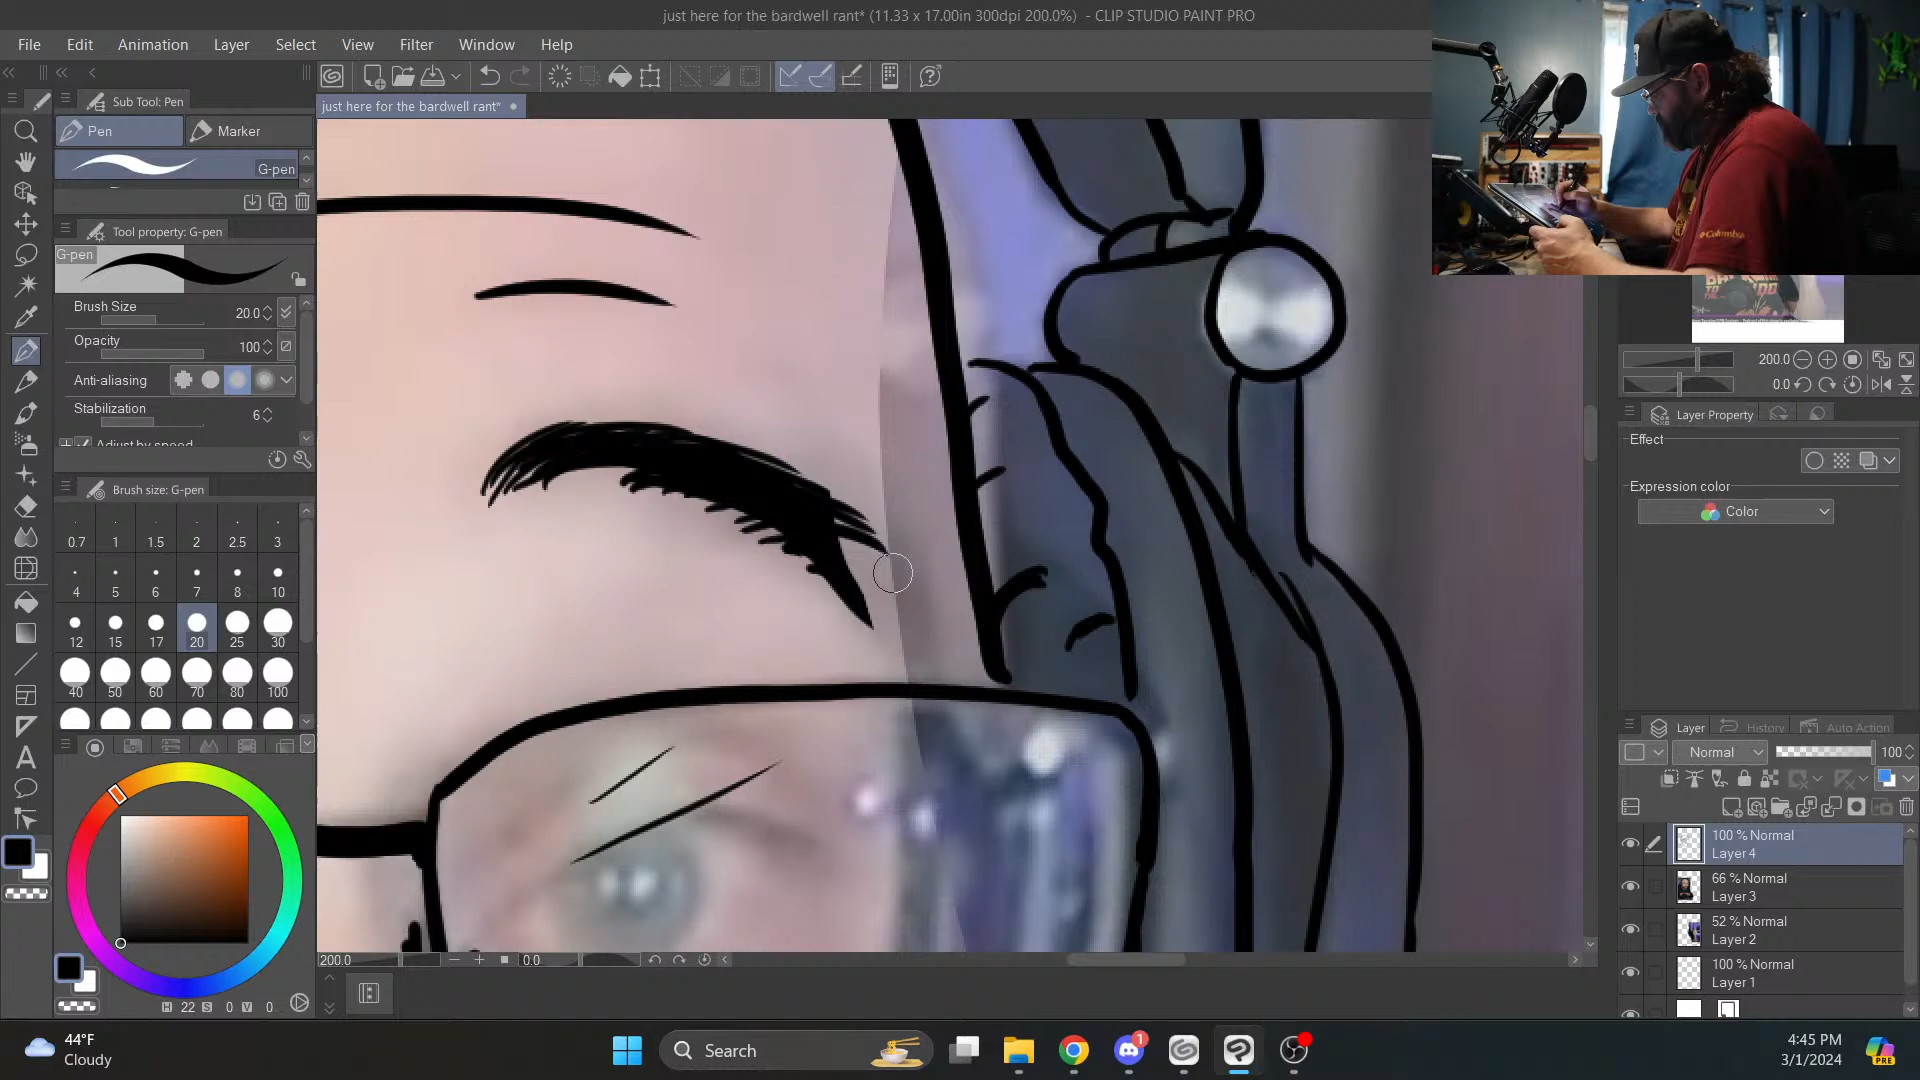 just here for the bardwell rant* (11.33 x 17.00in 300dpi 200.0%) - CLIP STUDIO PAINT PRO
File Edit Animation Layer Select View Filter Window Help
Sub Tool: Pen
just here for the bardwell rant*
Pen Marker
G-pen
Tool property: G-pen
G-pen
Brush Size 20.0
Opacity 100
Anti-aliasing
Stabilization 6
Adjust by speed
Brush size: G-pen
0.7 1 1.5 2 2.5 3
4 5 6 7 8 10
12 15 17 20 25 30
40 50 60 70 80 100
H 22 S 0 V 0
200.0 0.0
Columbia
200.0
0.0
Layer Property
Effect
Expression color
Color
Layer History Auto Action
Normal 100
100 % Normal
Layer 4
66 % Normal
Layer 3
52 % Normal
Layer 2
100 % Normal
Layer 1
44°F
Cloudy
Search
1
4:45 PM
3/1/2024
PRE